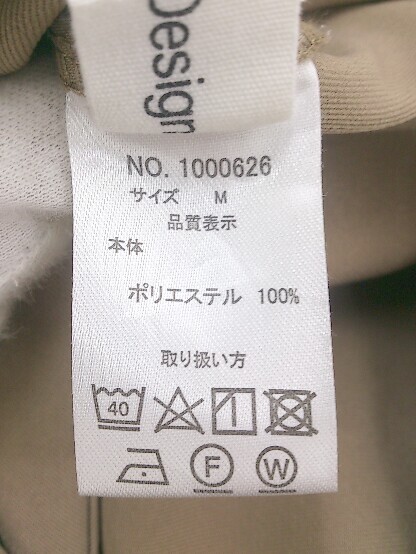 Design
NO. 1000626
サイズ M
品質表示
本体
ポリエステル 100%
取り扱い方
40
F W